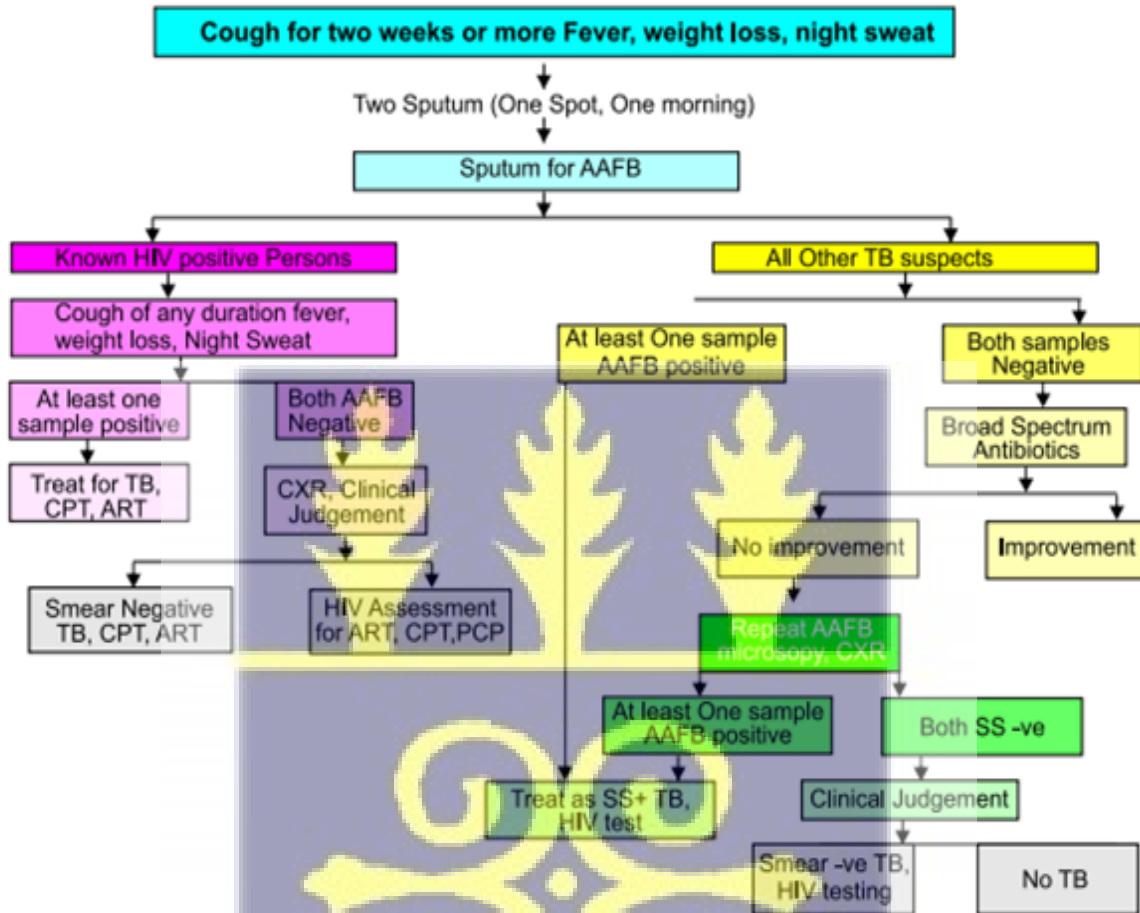 Cough for two weeks or more Fever, weight loss, night sweat
Two Sputum (One Spot, One morning)
Sputum for AAFB
Known HIV positive Persons
All Other TB suspects
Cough of any duration fever,
weight loss, Night Sweat
At least One sample
AAFB positive
Both samples
Negative
At least one
sample positive
Both AAFB
Negative
Broad Spectrum
Antibiotics
Treat for TB,
CPT, ART
CXR, Clinical
Judgement
No improvement
Improvement
Smear Negative
TB, CPT, ART
HIV Assessment
for ART, CPT,PCP
Repeat AAFB
microsopy, CXR
At least One sample
AAFB positive
Both SS -ve
Treat as SS+ TB,
HIV test
Clinical Judgement
Smear -ve TB,
HIV testing
No TB